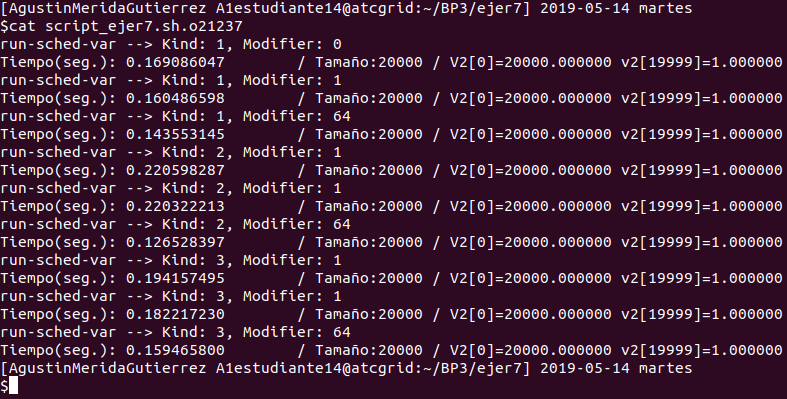 [AgustinMeridaGutierrez A1estudiante14@atcgrid:~/BP3/ejer7] 2019-05-14 martes
$cat script_ejer7.sh.o21237
run-sched-var --> Kind: 1, Modifier: 0
Tiempo(seg.): 0.169086047         / Tamaño:20000 / V2[0]=20000.000000 v2[19999]=1.000000
run-sched-var --> Kind: 1, Modifier: 1
Tiempo(seg.): 0.160486598         / Tamaño:20000 / V2[0]=20000.000000 v2[19999]=1.000000
run-sched-var --> Kind: 1, Modifier: 64
Tiempo(seg.): 0.143553145         / Tamaño:20000 / V2[0]=20000.000000 v2[19999]=1.000000
run-sched-var --> Kind: 2, Modifier: 1
Tiempo(seg.): 0.220598287         / Tamaño:20000 / V2[0]=20000.000000 v2[19999]=1.000000
run-sched-var --> Kind: 2, Modifier: 1
Tiempo(seg.): 0.220322213         / Tamaño:20000 / V2[0]=20000.000000 v2[19999]=1.000000
run-sched-var --> Kind: 2, Modifier: 64
Tiempo(seg.): 0.126528397         / Tamaño:20000 / V2[0]=20000.000000 v2[19999]=1.000000
run-sched-var --> Kind: 3, Modifier: 1
Tiempo(seg.): 0.194157495         / Tamaño:20000 / V2[0]=20000.000000 v2[19999]=1.000000
run-sched-var --> Kind: 3, Modifier: 1
Tiempo(seg.): 0.182217230         / Tamaño:20000 / V2[0]=20000.000000 v2[19999]=1.000000
run-sched-var --> Kind: 3, Modifier: 64
Tiempo(seg.): 0.159465800         / Tamaño:20000 / V2[0]=20000.000000 v2[19999]=1.000000
[AgustinMeridaGutierrez A1estudiante14@atcgrid:~/BP3/ejer7] 2019-05-14 martes
$